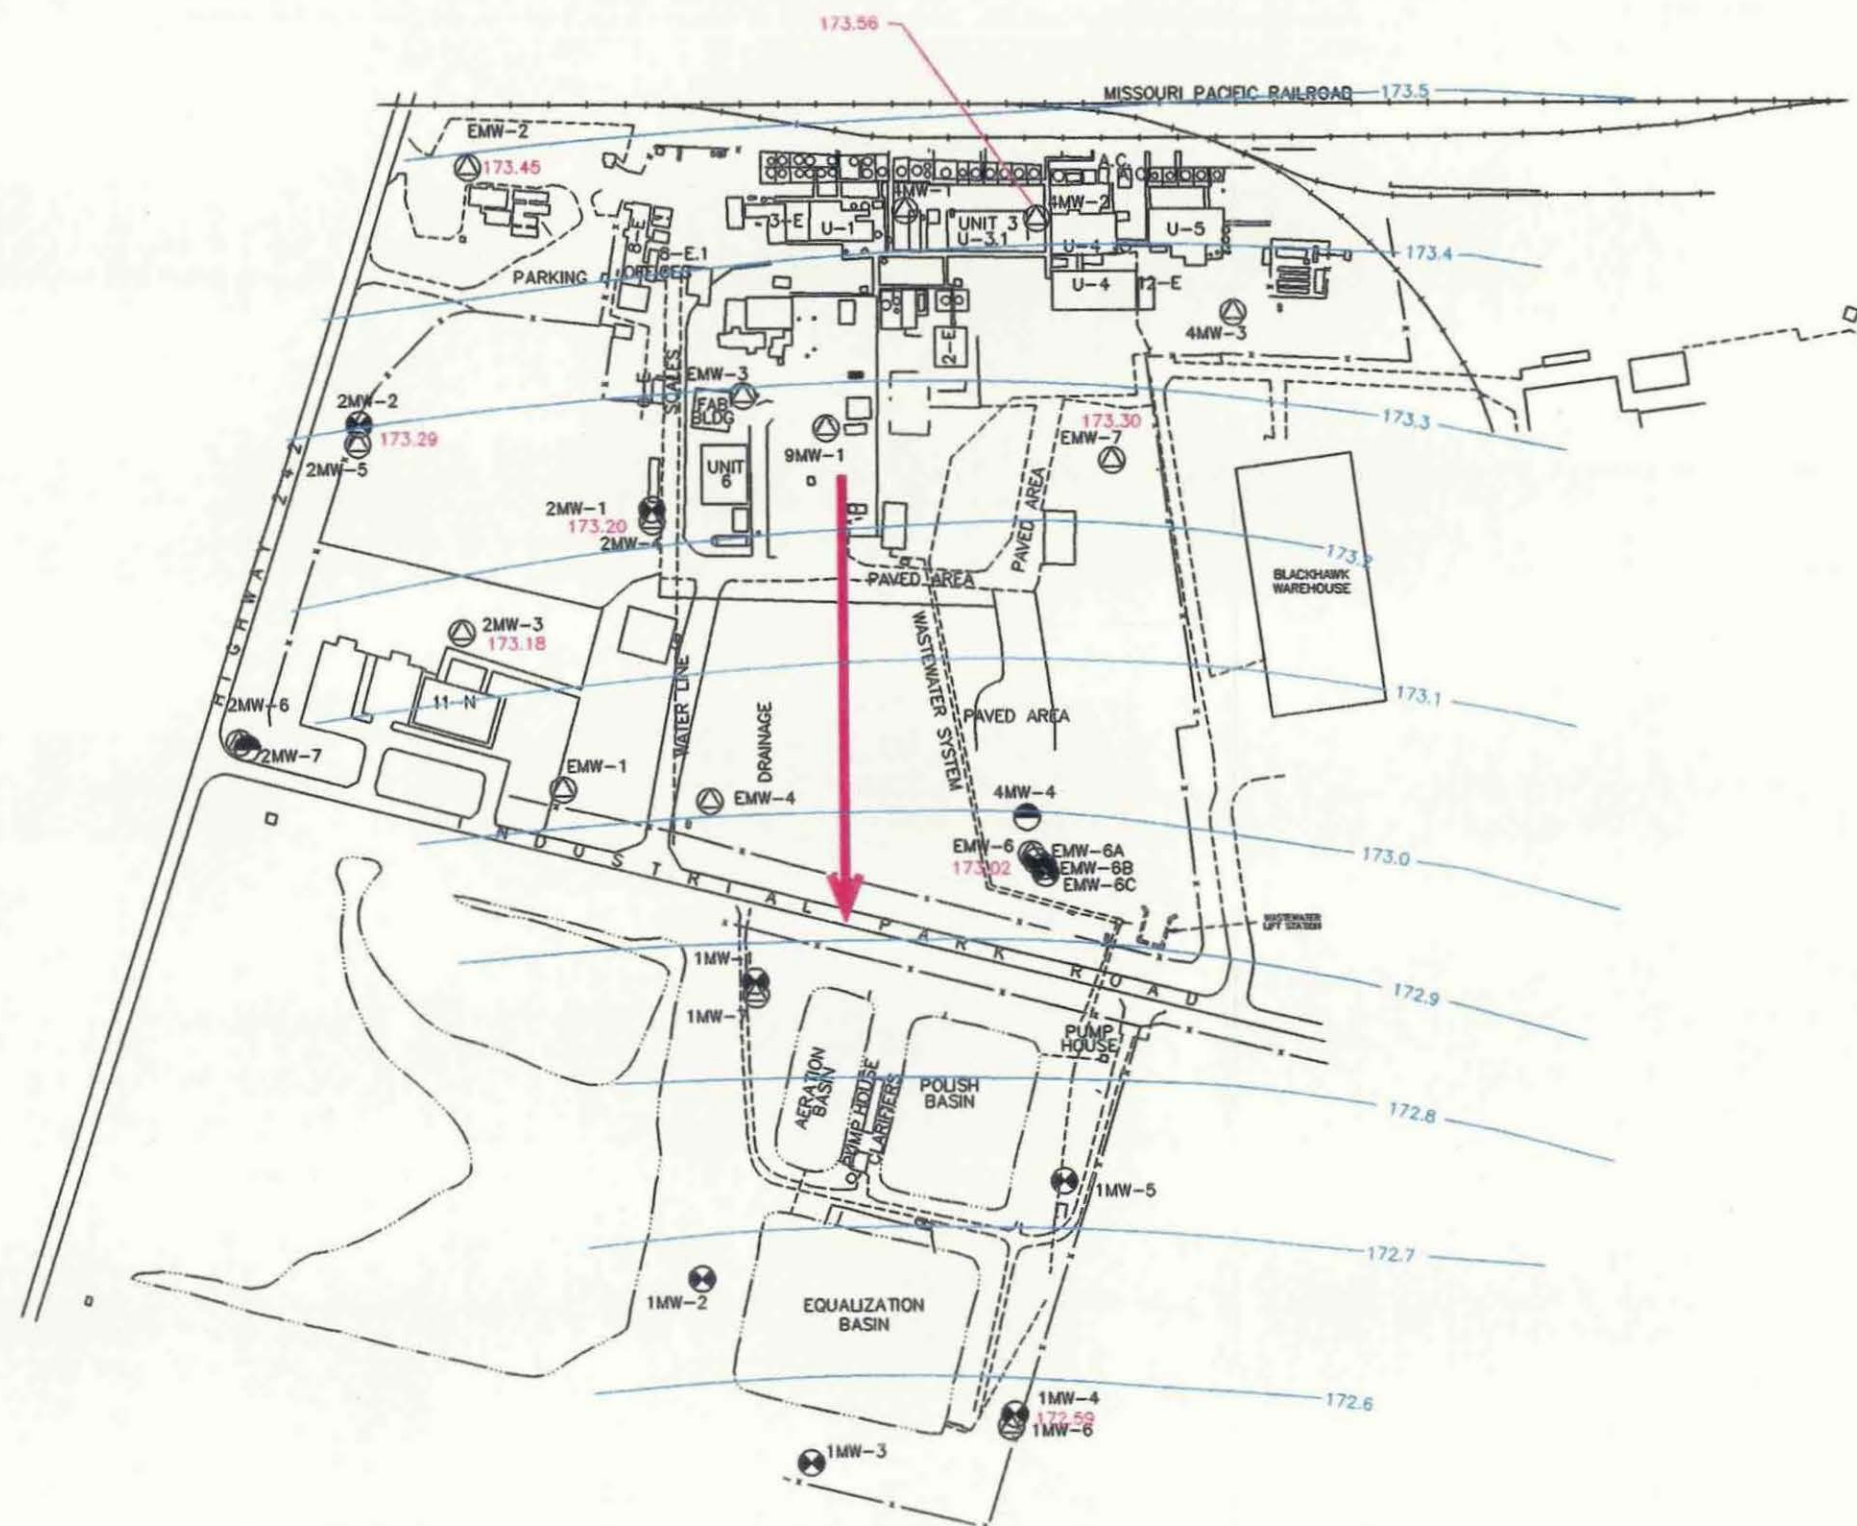 173.56
MISSOURI PACIFIC RAILROAD
173.5
EMW-2
173.45
A.C.
A.C.
4MW-1
4MW-2
3-E
U-1
UNIT 3
U-3.1
U-4
U-5
173.4
8-E
8-E.1
PARKING
OFFICES
U-4
12-E
4MW-3
2-E
SCALES
EMW-3
FAB
BLDG
173.3
2MW-2
173.29
2MW-5
9MW-1
173.30
EMW-7
UNIT
6
PAVED AREA
2MW-1
173.20
2MW-4
173.2
BLACKHAWK
WAREHOUSE
PAVED AREA
HIGHWAY 242
2MW-3
173.18
WASTEWATER SYSTEM
173.1
11-N
2MW-6
2MW-7
WATER LINE
DRAINAGE
PAVED AREA
EMW-1
EMW-4
4MW-4
EMW-6
173.02
EMW-6A
EMW-6B
EMW-6C
173.0
INDUSTRIAL PARK ROAD
WASTEWATER
LIFT STATION
1MW-1
1MW-7
172.9
PUMP
HOUSE
AERATION
BASIN
PUMP HOUSE
CLARIFIERS
POLISH
BASIN
172.8
1MW-5
172.7
1MW-2
EQUALIZATION
BASIN
172.6
1MW-4
172.59
1MW-6
1MW-3